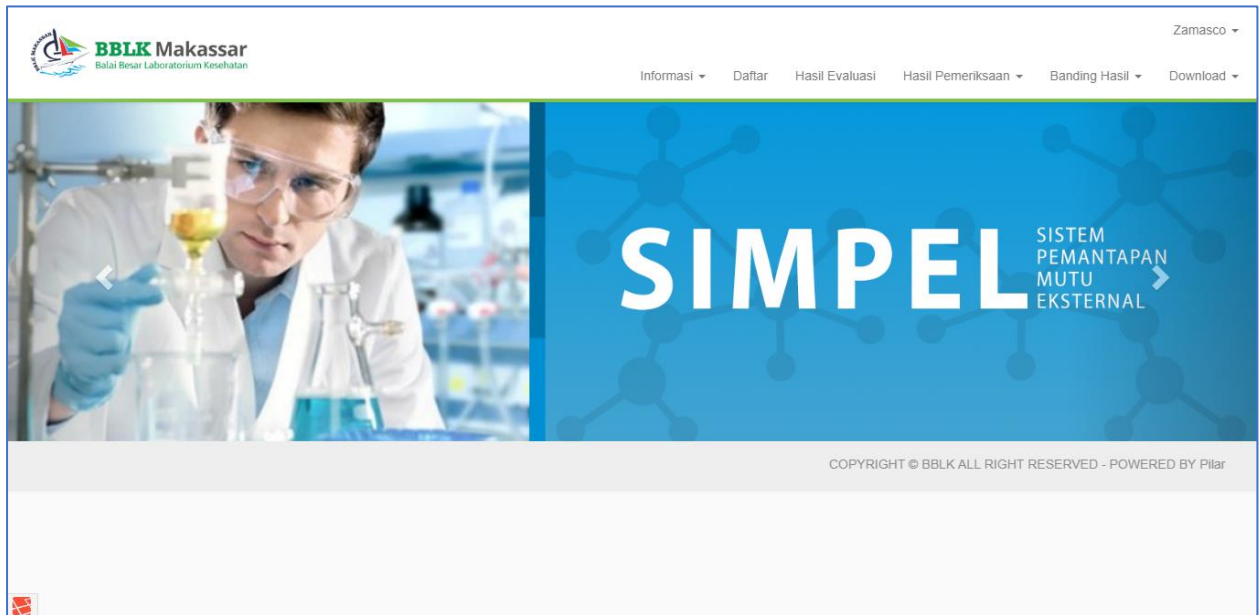 Zamasco
BBLK Makassar
Balai Besar Laboratorium Kesehatan
Informasi Daftar Hasil Evaluasi Hasil Pemeriksaan Banding Hasil Download
SIMPEL
SISTEM
PEMANTAPAN
MUTU
EKSTERNAL
COPYRIGHT © BBLK ALL RIGHT RESERVED - POWERED BY Pilar